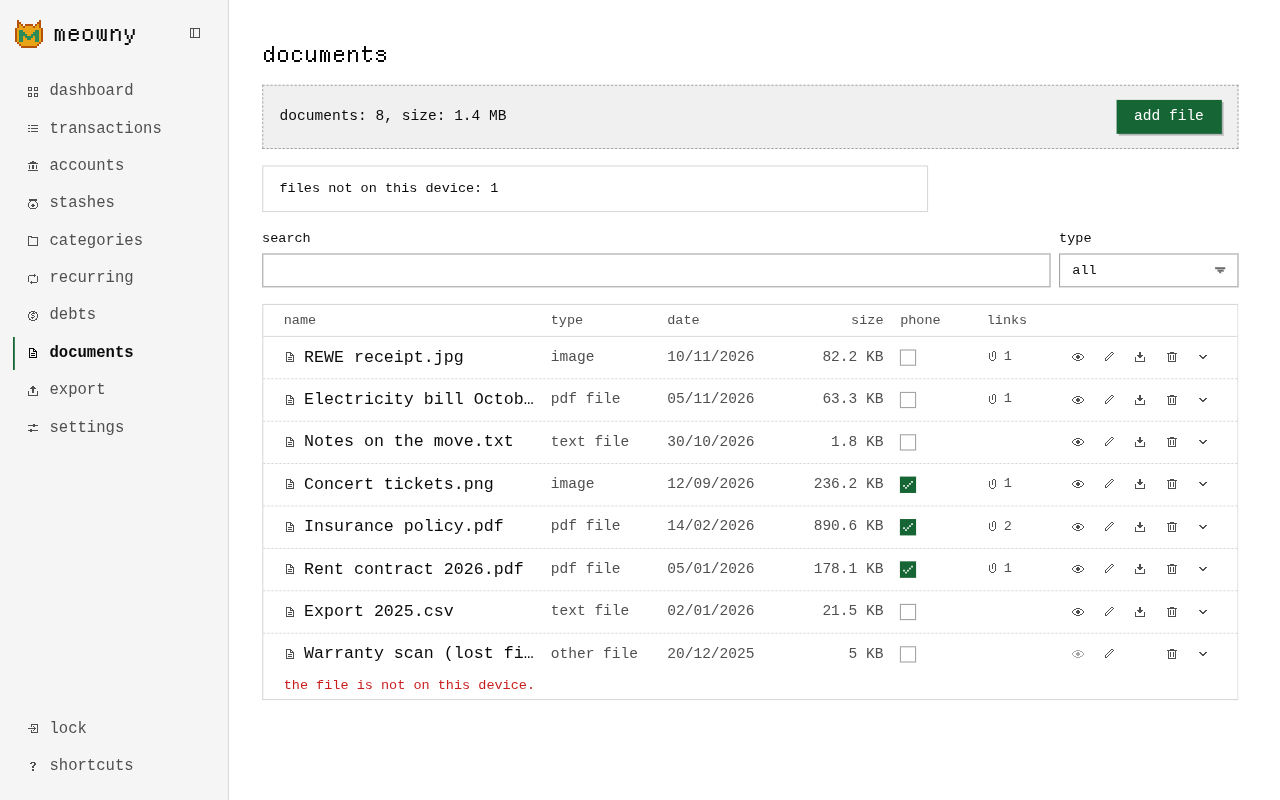 meowny
dashboard
transactions
accounts
stashes
categories
recurring
debts
documents
export
settings
lock
shortcuts
documents
documents: 8, size: 1.4 MB
add file
files not on this device: 1
search
type
all
name type date size phone links
REWE receipt.jpg image 10/11/2026 82.2 KB 1
Electricity bill Octob… pdf file 05/11/2026 63.3 KB 1
Notes on the move.txt text file 30/10/2026 1.8 KB
Concert tickets.png image 12/09/2026 236.2 KB 1
Insurance policy.pdf pdf file 14/02/2026 890.6 KB 2
Rent contract 2026.pdf pdf file 05/01/2026 178.1 KB 1
Export 2025.csv text file 02/01/2026 21.5 KB
Warranty scan (lost fi… other file 20/12/2025 5 KB
the file is not on this device.